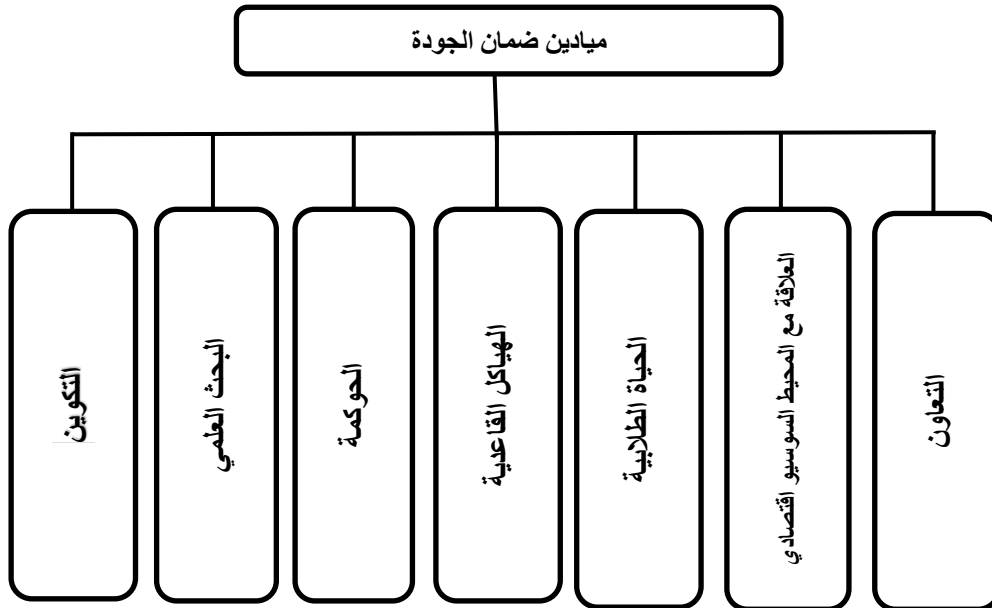 ميادين ضمان الجودة
التعاون
العلاقة مع المحيط السوسيو اقتصادي
الحياة الطلابية
الهياكل القاعدية
الحوكمة
البحث العلمي
التكوين